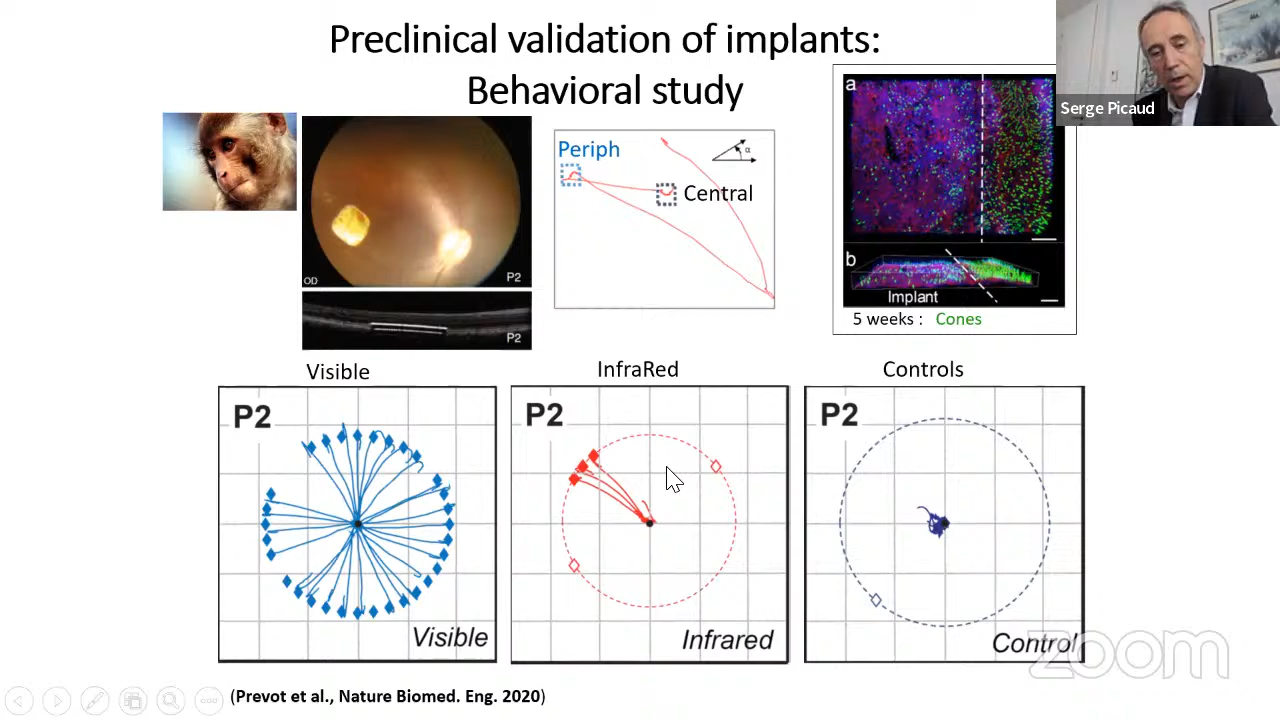 Preclinical validation of implants:
Behavioral study
Serge Picaud
OD
P2
P2
Periph
Central
α
a
b
Implant
5 weeks : Cones
Visible
InfraRed
Controls
P2
Visible
P2
Infrared
P2
Control
zoom
(Prevot et al., Nature Biomed. Eng. 2020)